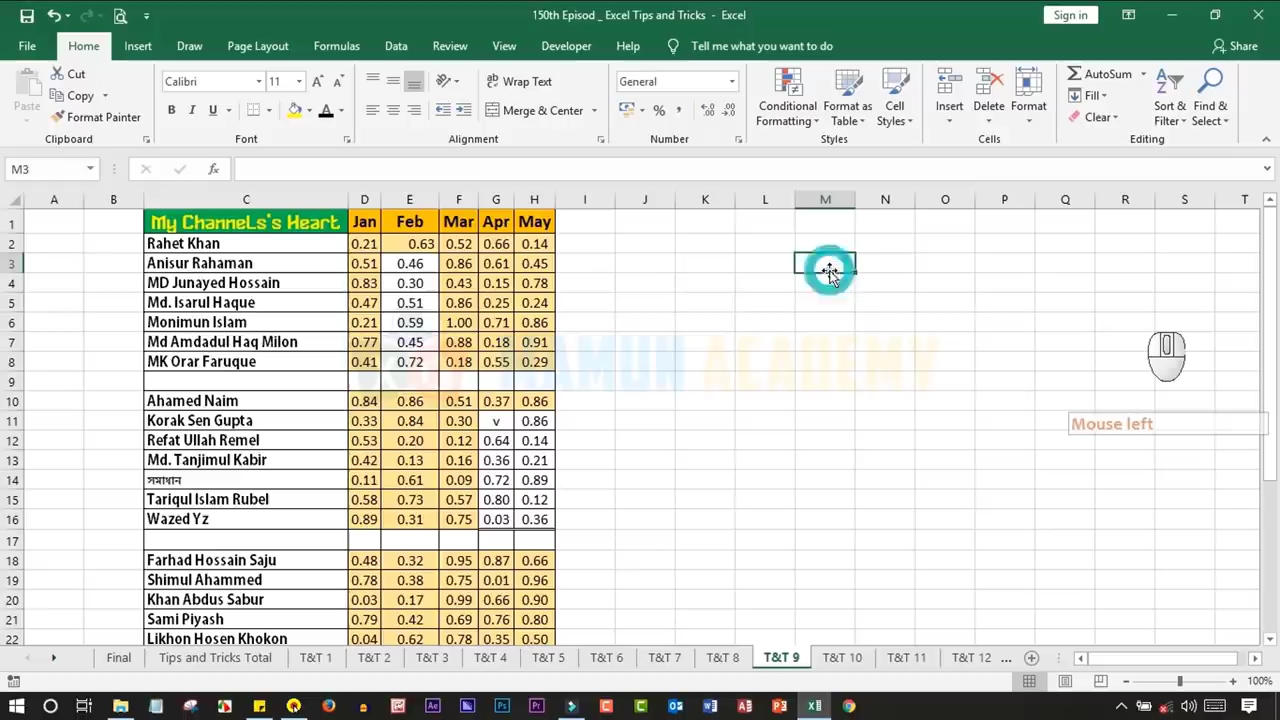 150th Episod _ Excel Tips and Tricks - Excel
Sign in
File Home Insert Draw Page Layout Formulas Data Review View Developer Help Tell me what you want to do Share
Paste
Cut
Copy
Format Painter
Clipboard
Calibri 11
B I U A
Font
Wrap Text
Merge & Center
Alignment
General
%
Number
Conditional Formatting
Format as Table
Cell Styles
Styles
Insert
Delete
Format
Cells
AutoSum
Fill
Clear
Sort & Filter
Find & Select
Editing
M3
fx
A B C D E F G H I J K L M N O P Q R S T
1 My Channels's Heart Jan Feb Mar Apr May
2 Rahet Khan 0.21 0.63 0.52 0.66 0.14
3 Anisur Rahaman 0.51 0.46 0.86 0.61 0.45
4 MD Junayed Hossain 0.83 0.30 0.43 0.15 0.78
5 Md. Isarul Haque 0.47 0.51 0.86 0.25 0.24
6 Monimun Islam 0.21 0.59 1.00 0.71 0.86
7 Md Amdadul Haq Milon 0.77 0.45 0.88 0.18 0.91
8 MK Orar Faruque 0.41 0.72 0.18 0.55 0.29
9
10 Ahamed Naim 0.84 0.86 0.51 0.37 0.86
11 Korak Sen Gupta 0.33 0.84 0.30 v 0.86
12 Refat Ullah Remel 0.53 0.20 0.12 0.64 0.14
13 Md. Tanjimul Kabir 0.42 0.13 0.16 0.36 0.21
14 সমাধান 0.11 0.61 0.09 0.72 0.89
15 Tariqul Islam Rubel 0.58 0.73 0.57 0.80 0.12
16 Wazed Yz 0.89 0.31 0.75 0.03 0.36
17
18 Farhad Hossain Saju 0.48 0.32 0.95 0.87 0.66
19 Shimul Ahammed 0.78 0.38 0.75 0.01 0.96
20 Khan Abdus Sabur 0.03 0.17 0.99 0.66 0.90
21 Sami Piyash 0.79 0.42 0.69 0.76 0.80
22 Likhon Hosen Khokon 0.04 0.62 0.78 0.35 0.50
MAMUN ACADEMY
Mouse left
Final Tips and Tricks Total T&T 1 T&T 2 T&T 3 T&T 4 T&T 5 T&T 6 T&T 7 T&T 8 T&T 9 T&T 10 T&T 11 T&T 12 ...
100%